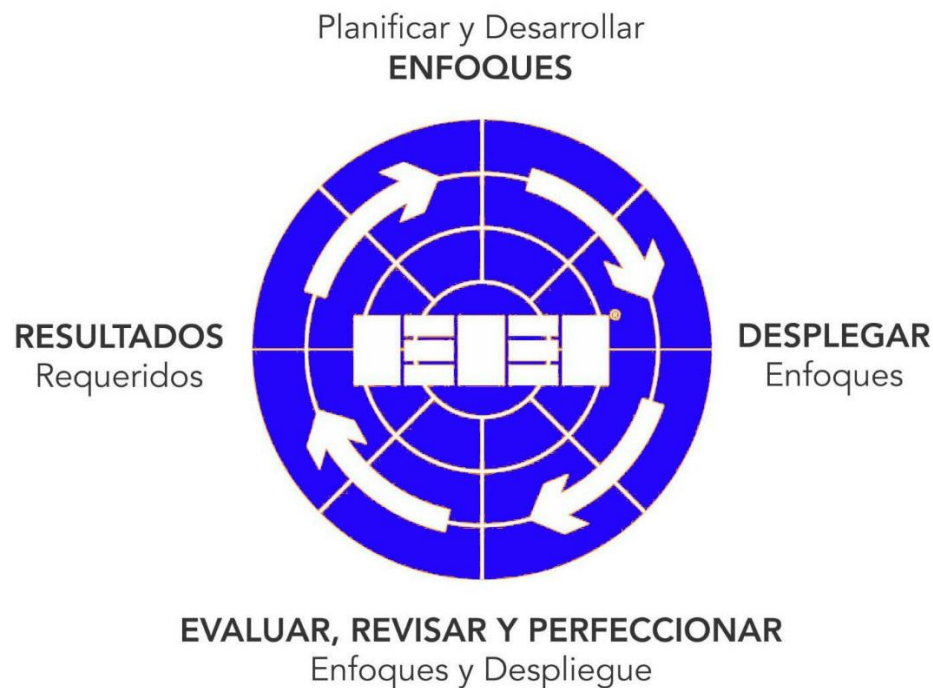 Planificar y Desarrollar
ENFOQUES
®
RESULTADOS
Requeridos
DESPLEGAR
Enfoques
EVALUAR, REVISAR Y PERFECCIONAR
Enfoques y Despliegue